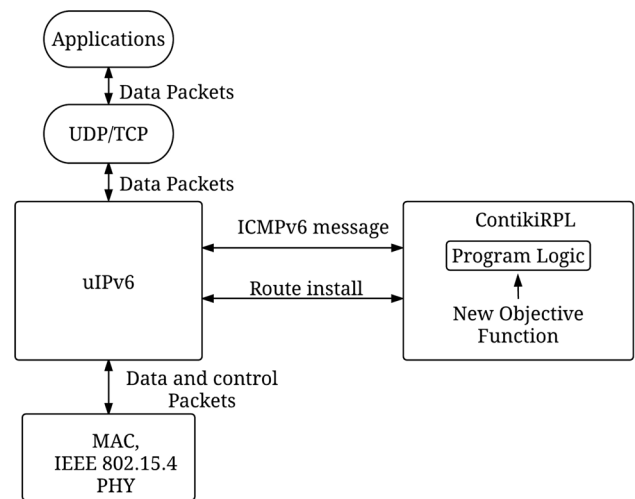 Applications
Data Packets
UDP/TCP
Data Packets
uIPv6
ICMPv6 message
Route install
ContikiRPL
Program Logic
New Objective
Function
Data and control
Packets
MAC,
IEEE 802.15.4
PHY